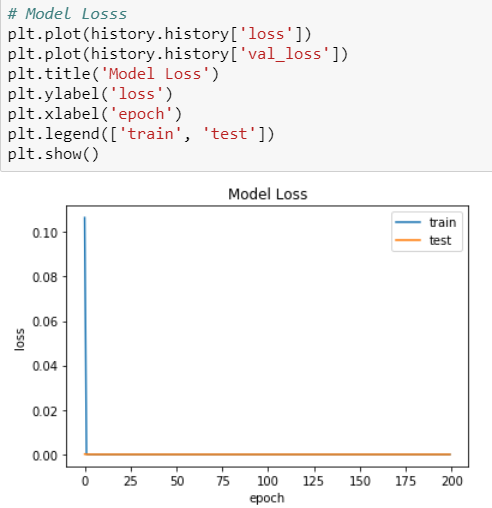 # Model Losss
plt.plot(history.history['loss'])
plt.plot(history.history['val_loss'])
plt.title('Model Loss')
plt.ylabel('loss')
plt.xlabel('epoch')
plt.legend(['train', 'test'])
plt.show()
Model Loss
train
test
0.10
0.08
0.06
0.04
0.02
0.00
loss
0 25 50 75 100 125 150 175 200
epoch